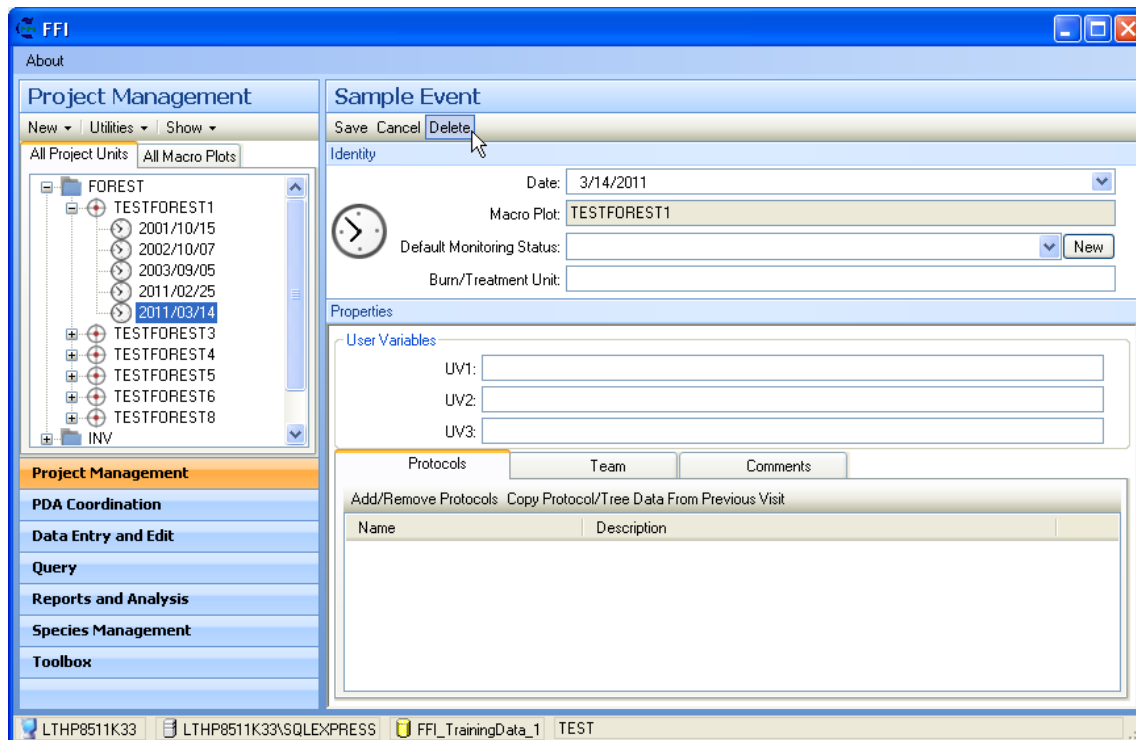 FFI
About
Project Management
New Utilities Show
All Project Units All Macro Plots
FOREST
TESTFOREST1
2001/10/15
2002/10/07
2003/09/05
2011/02/25
2011/03/14
TESTFOREST3
TESTFOREST4
TESTFOREST5
TESTFOREST6
TESTFOREST8
INV
Project Management
PDA Coordination
Data Entry and Edit
Query
Reports and Analysis
Species Management
Toolbox
Sample Event
Save Cancel Delete
Identity
Date: 3/14/2011
Macro Plot: TESTFOREST1
Default Monitoring Status: New
Burn/Treatment Unit:
Properties
User Variables
UV1:
UV2:
UV3:
Protocols Team Comments
Add/Remove Protocols Copy Protocol/Tree Data From Previous Visit
Name Description
LTHP8511K33 LTHP8511K33\SQLEXPRESS FFI_TrainingData_1 TEST